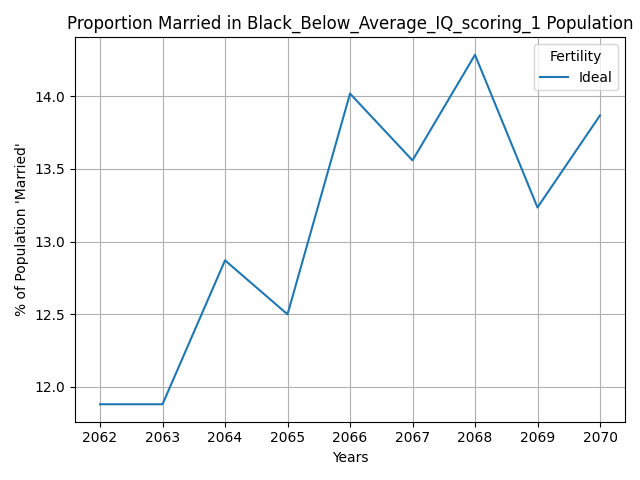 Proportion Married in Black_Below_Average_IQ_scoring_1 Population
Fertility
Ideal
% of Population 'Married'
14.0
13.5
13.0
12.5
12.0
2062 2063 2064 2065 2066 2067 2068 2069 2070
Years